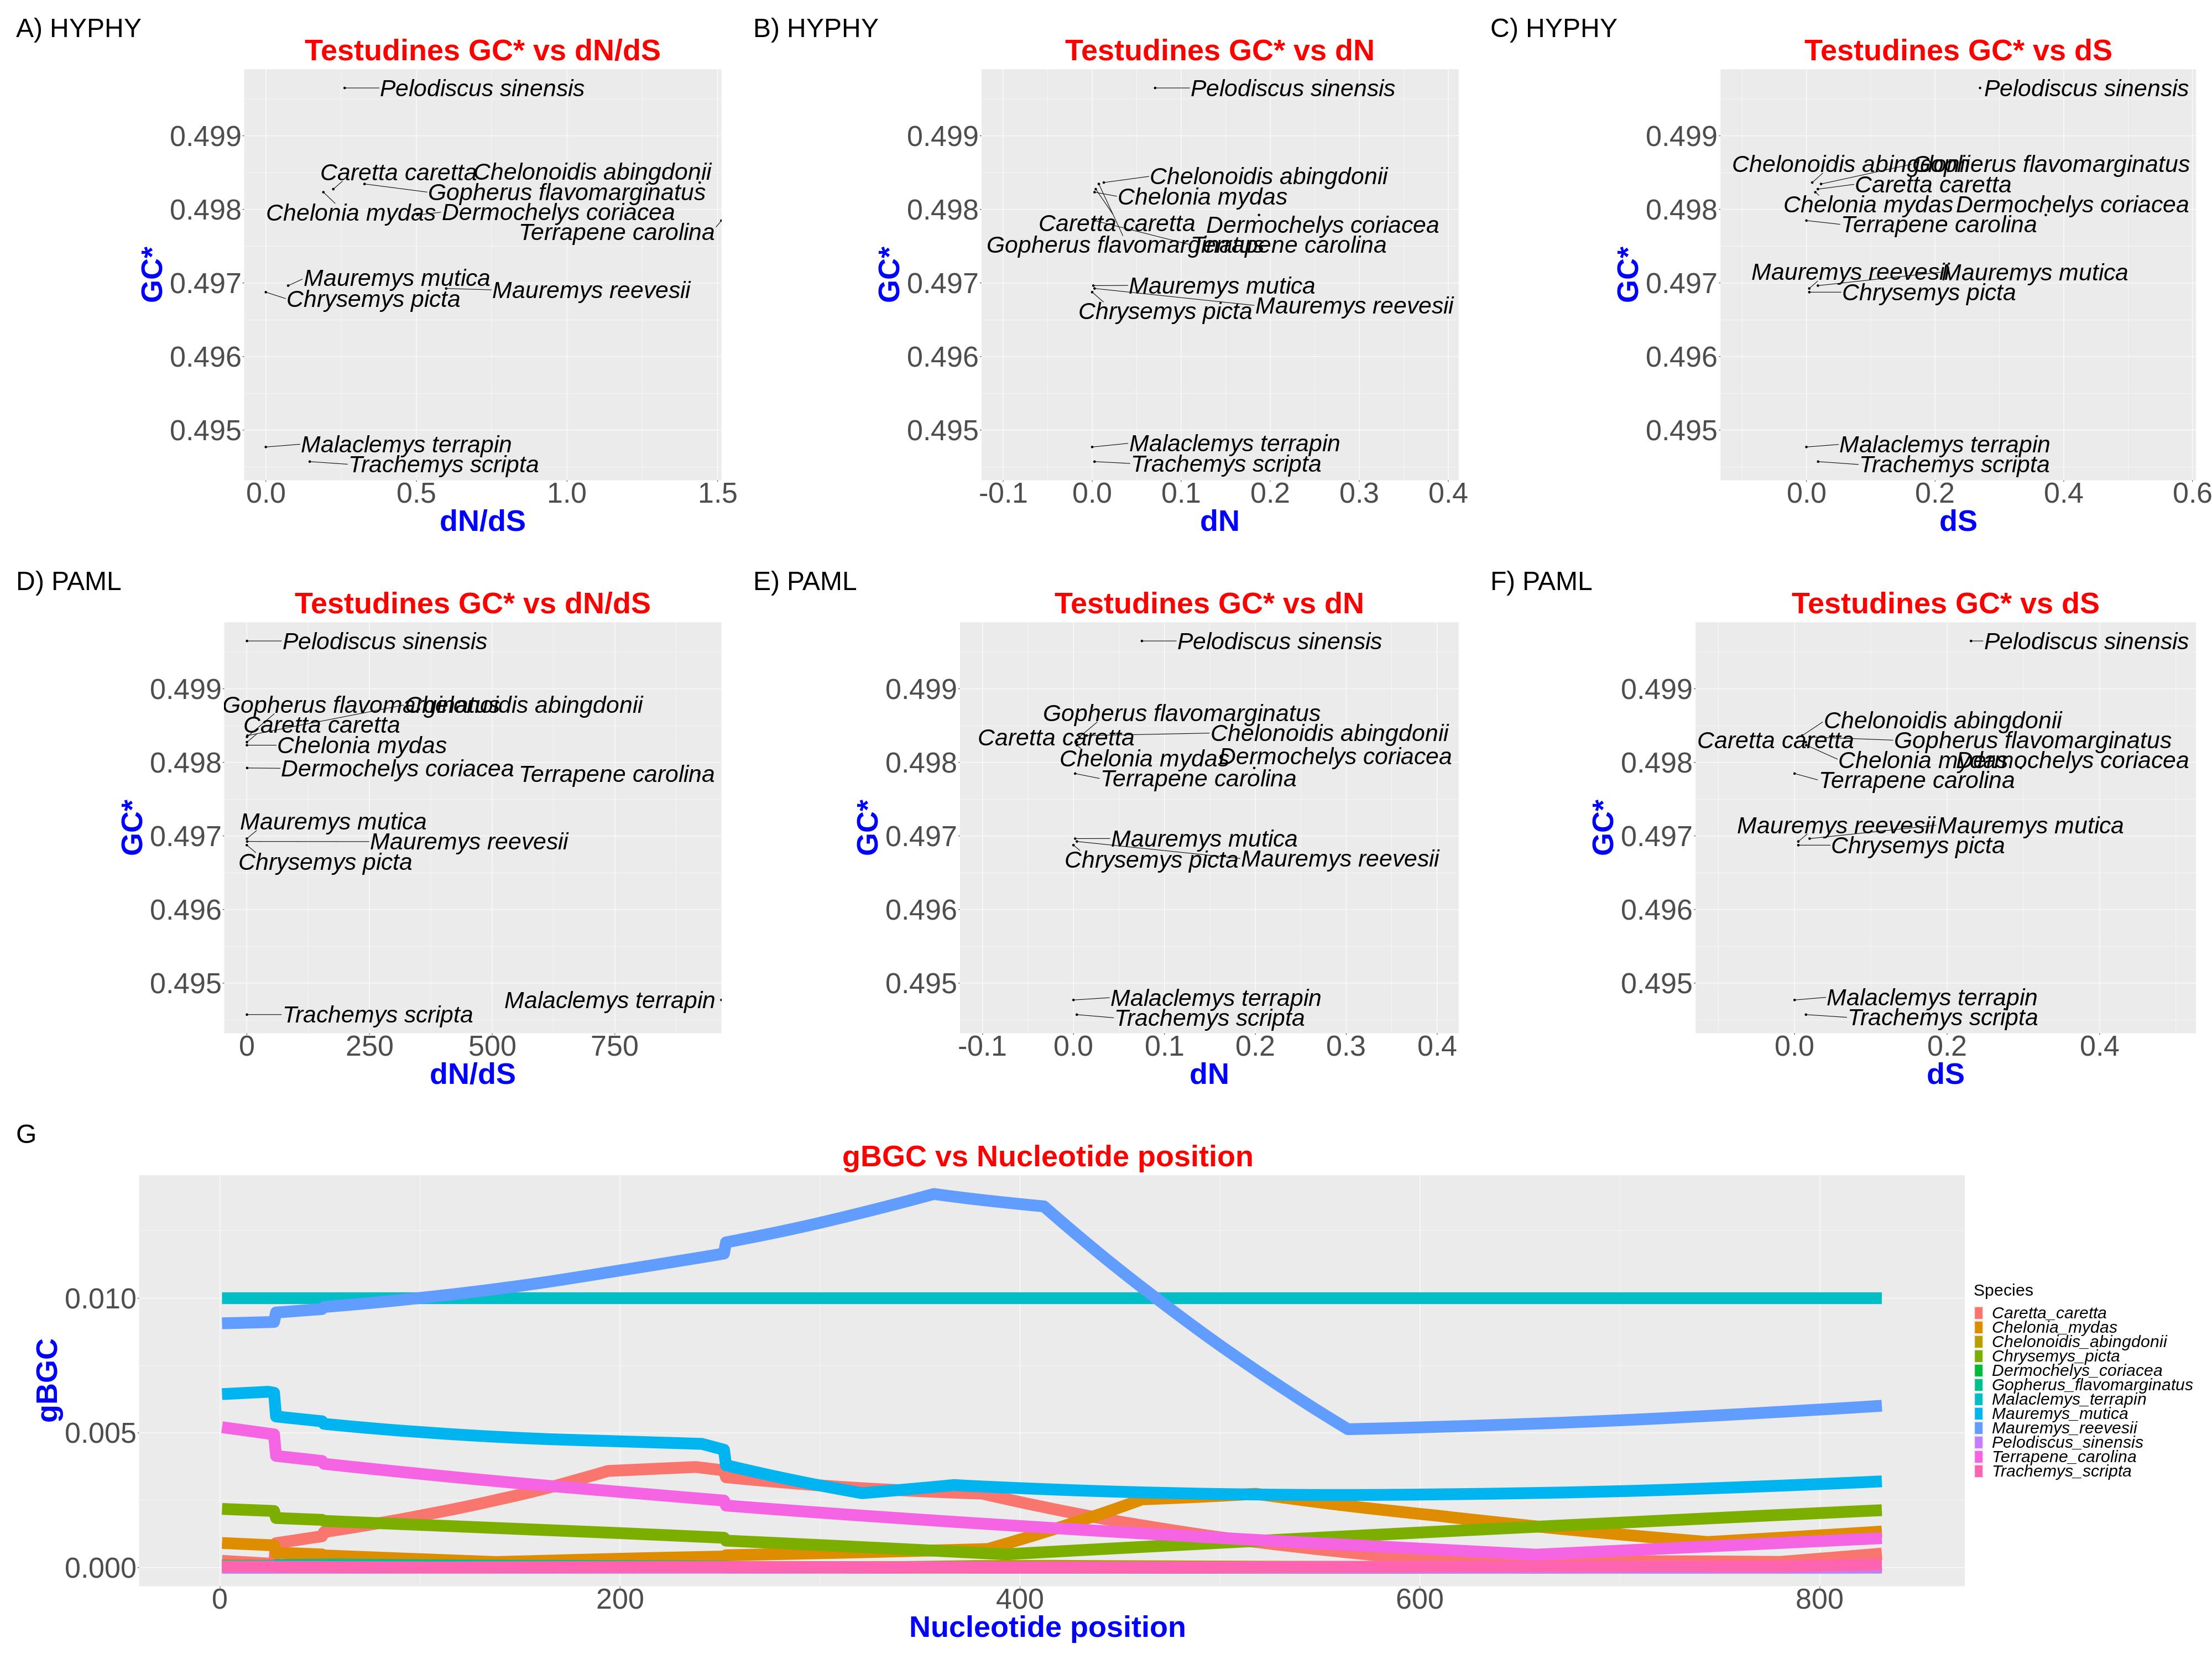 A) HYPHY
Testudines GC* vs dN/dS
Pelodiscus sinensis
0.499
Caretta caretta
Chelonoidis abingdonii
Gopherus flavomarginatus
0.498
Chelonia mydas
Dermochelys coriacea
Terrapene carolina
GC*
0.497
Mauremys mutica
Mauremys reevesii
Chrysemys picta
0.496
0.495
Malaclemys terrapin
Trachemys scripta
0.0 0.5 1.0 1.5
dN/dS
B) HYPHY
Testudines GC* vs dN
Pelodiscus sinensis
0.499
Chelonoidis abingdonii
Chelonia mydas
0.498
Caretta caretta
Dermochelys coriacea
Gopherus flavomarginatus
Terrapene carolina
GC*
0.497
Mauremys mutica
Mauremys reevesii
Chrysemys picta
0.496
0.495
Malaclemys terrapin
Trachemys scripta
-0.1 0.0 0.1 0.2 0.3 0.4
dN
C) HYPHY
Testudines GC* vs dS
Pelodiscus sinensis
0.499
Chelonoidis abingdonii
Gopherus flavomarginatus
Caretta caretta
0.498
Chelonia mydas
Dermochelys coriacea
Terrapene carolina
GC*
0.497
Mauremys reevesii
Mauremys mutica
Chrysemys picta
0.496
0.495
Malaclemys terrapin
Trachemys scripta
0.0 0.2 0.4 0.6
dS
D) PAML
Testudines GC* vs dN/dS
Pelodiscus sinensis
0.499
Gopherus flavomarginatus
Chelonoidis abingdonii
Caretta caretta
Chelonia mydas
0.498
Dermochelys coriacea
Terrapene carolina
GC*
0.497
Mauremys mutica
Mauremys reevesii
Chrysemys picta
0.496
0.495
Malaclemys terrapin
Trachemys scripta
0 250 500 750
dN/dS
E) PAML
Testudines GC* vs dN
Pelodiscus sinensis
0.499
Gopherus flavomarginatus
Chelonoidis abingdonii
Caretta caretta
0.498
Chelonia mydas
Dermochelys coriacea
Terrapene carolina
GC*
0.497
Mauremys mutica
Mauremys reevesii
Chrysemys picta
0.496
0.495
Malaclemys terrapin
Trachemys scripta
-0.1 0.0 0.1 0.2 0.3 0.4
dN
F) PAML
Testudines GC* vs dS
Pelodiscus sinensis
0.499
Chelonoidis abingdonii
Caretta caretta
Gopherus flavomarginatus
0.498
Chelonia mydas
Dermochelys coriacea
Terrapene carolina
GC*
0.497
Mauremys reevesii
Mauremys mutica
Chrysemys picta
0.496
0.495
Malaclemys terrapin
Trachemys scripta
0.0 0.2 0.4
dS
G
gBGC vs Nucleotide position
gBGC
0.010
0.005
0.000
0 200 400 600 800
Nucleotide position
Species
Caretta_caretta
Chelonia_mydas
Chelonoidis_abingdonii
Chrysemys_picta
Dermochelys_coriacea
Gopherus_flavomarginatus
Malaclemys_terrapin
Mauremys_mutica
Mauremys_reevesii
Pelodiscus_sinensis
Terrapene_carolina
Trachemys_scripta